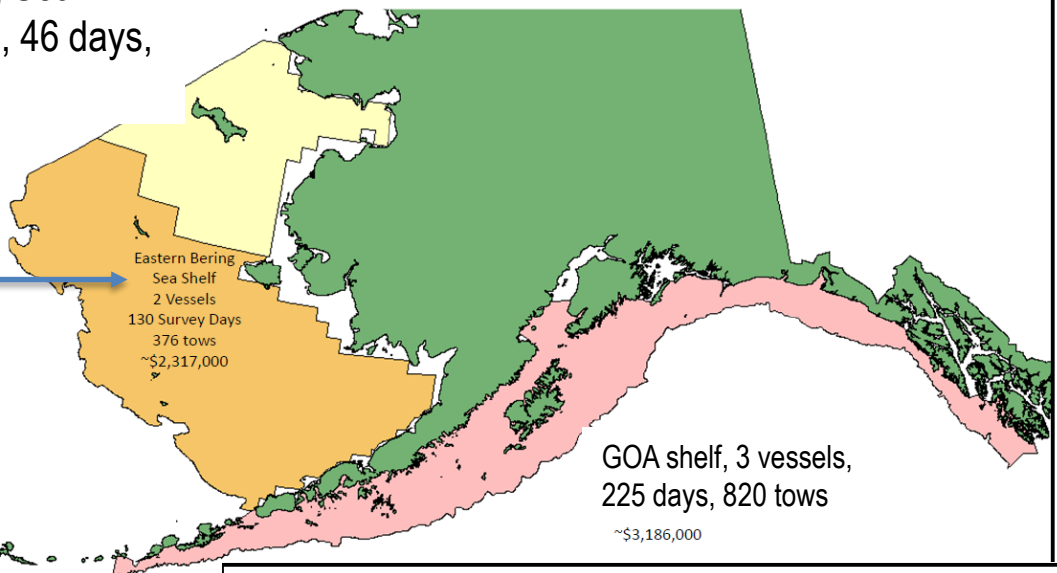 , 46 days,
Eastern Bering
Sea Shelf
2 Vessels
130 Survey Days
376 tows
~$2,317,000
GOA shelf, 3 vessels,
225 days, 820 tows
~$3,186,000